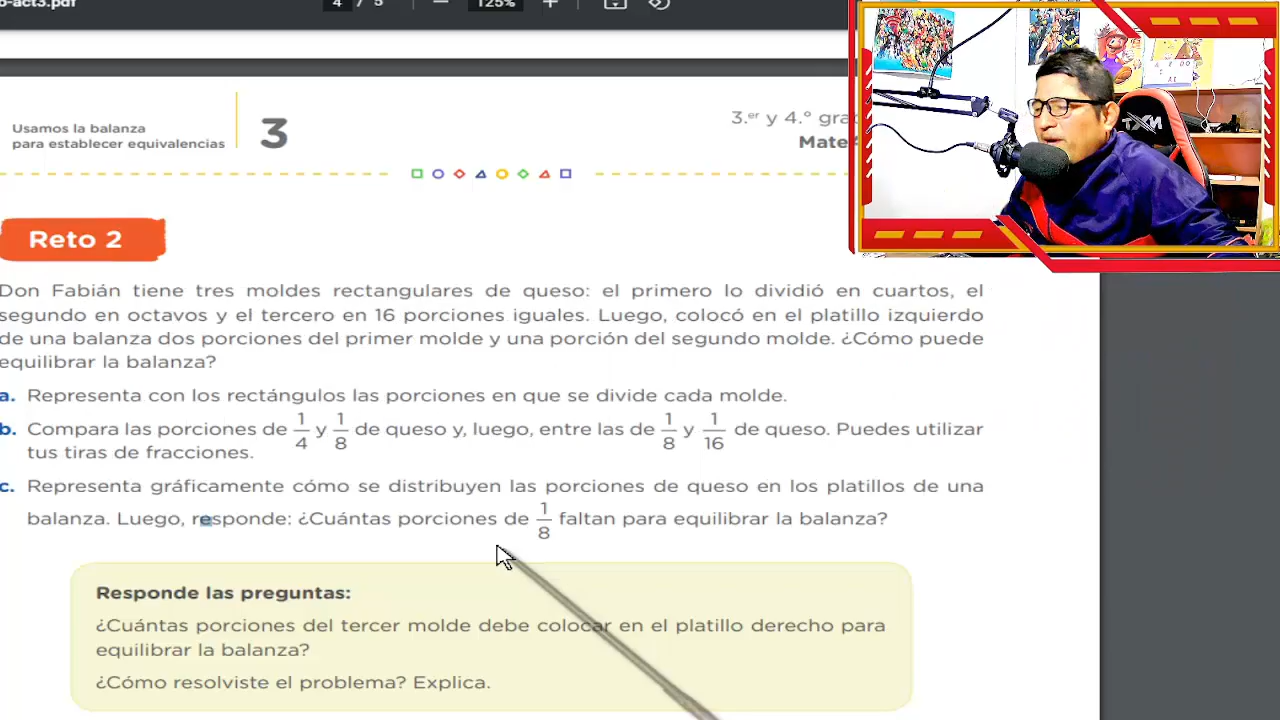 4 / 5
125%
Usamos la balanza
para establecer equivalencias
3
3.er y 4.º
Reto 2
Don Fabián tiene tres moldes rectangulares de queso: el primero lo dividió en cuartos, el
segundo en octavos y el tercero en 16 porciones iguales. Luego, colocó en el platillo izquierdo
de una balanza dos porciones del primer molde y una porción del segundo molde. ¿Cómo puede
equilibrar la balanza?
a. Representa con los rectángulos las porciones en que se divide cada molde.
b. Compara las porciones de 1/4 y 1/8 de queso y, luego, entre las de 1/8 y 1/16 de queso. Puedes utilizar
tus tiras de fracciones.
c. Representa gráficamente cómo se distribuyen las porciones de queso en los platillos de una
balanza. Luego, responde: ¿Cuántas porciones de 1/8 faltan para equilibrar la balanza?
Responde las preguntas:
¿Cuántas porciones del tercer molde debe colocar en el platillo derecho para
equilibrar la balanza?
¿Cómo resolviste el problema? Explica.
TXN